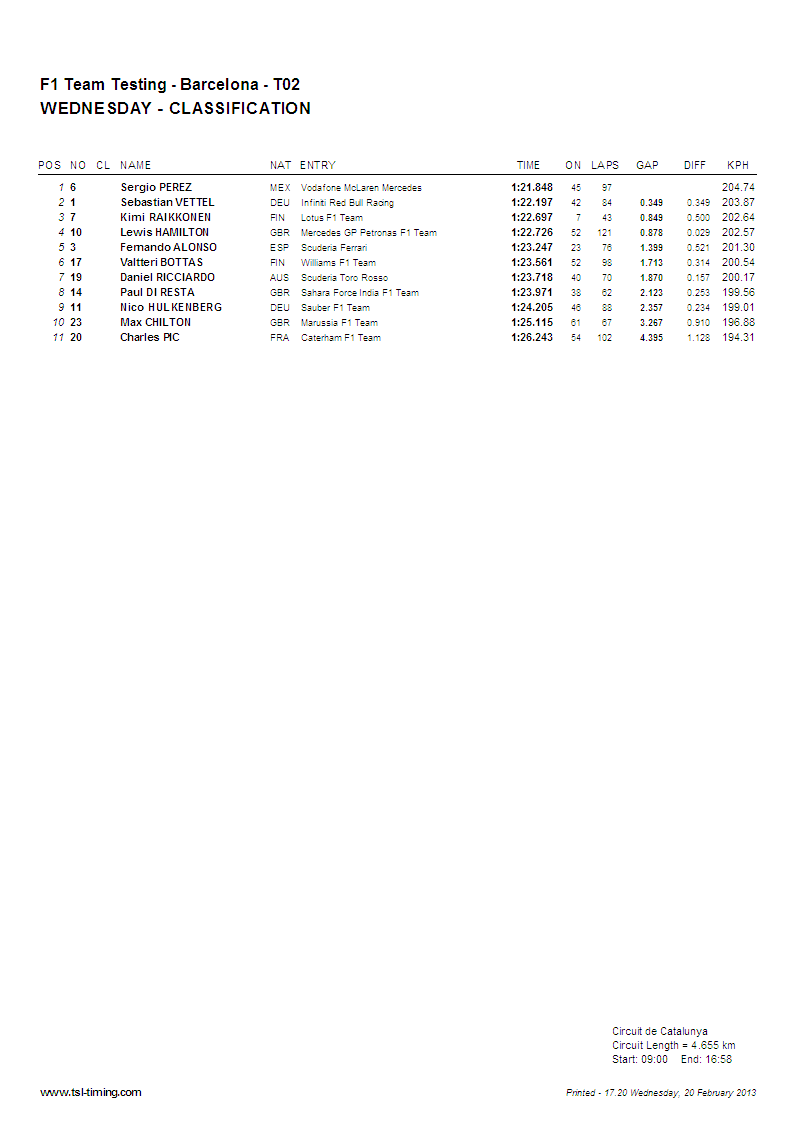 F1 Team Testing - Barcelona - T02
WEDNESDAY - CLASSIFICATION
POS NO CL NAME NAT ENTRY TIME ON LAPS GAP DIFF KPH
1 6 Sergio PEREZ MEX Vodafone McLaren Mercedes 1:21.848 45 97 204.74
2 1 Sebastian VETTEL DEU Infiniti Red Bull Racing 1:22.197 42 84 0.349 0.349 203.87
3 7 Kimi RAIKKONEN FIN Lotus F1 Team 1:22.697 7 43 0.849 0.500 202.64
4 10 Lewis HAMILTON GBR Mercedes GP Petronas F1 Team 1:22.726 52 121 0.878 0.029 202.57
5 3 Fernando ALONSO ESP Scuderia Ferrari 1:23.247 23 76 1.399 0.521 201.30
6 17 Valtteri BOTTAS FIN Williams F1 Team 1:23.561 52 98 1.713 0.314 200.54
7 19 Daniel RICCIARDO AUS Scuderia Toro Rosso 1:23.718 40 70 1.870 0.157 200.17
8 14 Paul DI RESTA GBR Sahara Force India F1 Team 1:23.971 38 62 2.123 0.253 199.56
9 11 Nico HULKENBERG DEU Sauber F1 Team 1:24.205 46 88 2.357 0.234 199.01
10 23 Max CHILTON GBR Marussia F1 Team 1:25.115 61 67 3.267 0.910 196.88
11 20 Charles PIC FRA Caterham F1 Team 1:26.243 54 102 4.395 1.128 194.31
Circuit de Catalunya
Circuit Length = 4.655 km
Start: 09:00 End: 16:58
www.tsl-timing.com Printed - 17.20 Wednesday, 20 February 2013